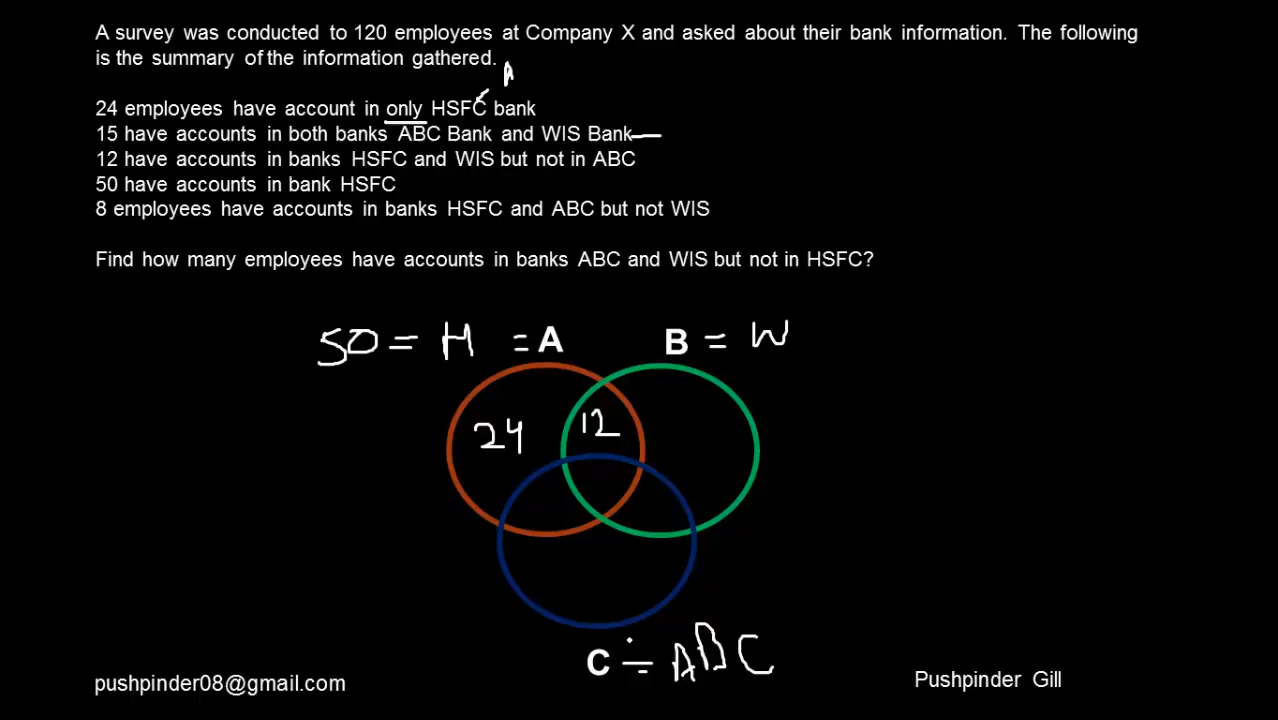 A survey was conducted to 120 employees at Company X and asked about their bank information. The following
is the summary of the information gathered.
A
24 employees have account in only HSFC bank
15 have accounts in both banks ABC Bank and WIS Bank
12 have accounts in banks HSFC and WIS but not in ABC
50 have accounts in bank HSFC
8 employees have accounts in banks HSFC and ABC but not WIS
Find how many employees have accounts in banks ABC and WIS but not in HSFC?
50 = H = A B = W
24 12
C = ABC
pushpinder08@gmail.com Pushpinder Gill